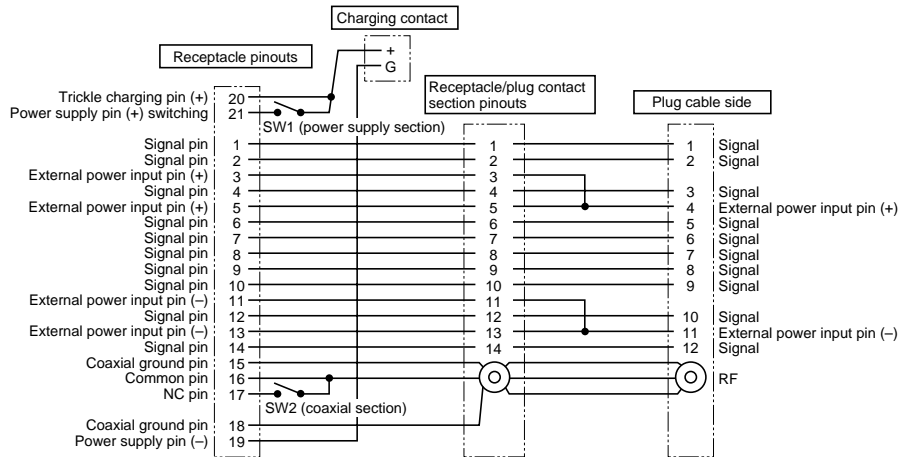 Charging contact
+
G
Receptacle pinouts
Receptacle/plug contact
section pinouts
Plug cable side
Trickle charging pin (+) 20
Power supply pin (+) switching 21
SW1 (power supply section)
Signal pin 1 1 1 Signal
Signal pin 2 2 2 Signal
External power input pin (+) 3 3
Signal pin 4 4 3 Signal
External power input pin (+) 5 5 4 External power input pin (+)
Signal pin 6 6 5 Signal
Signal pin 7 7 6 Signal
Signal pin 8 8 7 Signal
Signal pin 9 9 8 Signal
Signal pin 10 10 9 Signal
External power input pin (−) 11 11
Signal pin 12 12 10 Signal
External power input pin (−) 13 13 11 External power input pin (−)
Signal pin 14 14 12 Signal
Coaxial ground pin 15
Common pin 16 RF
NC pin 17
SW2 (coaxial section)
Coaxial ground pin 18
Power supply pin (−) 19